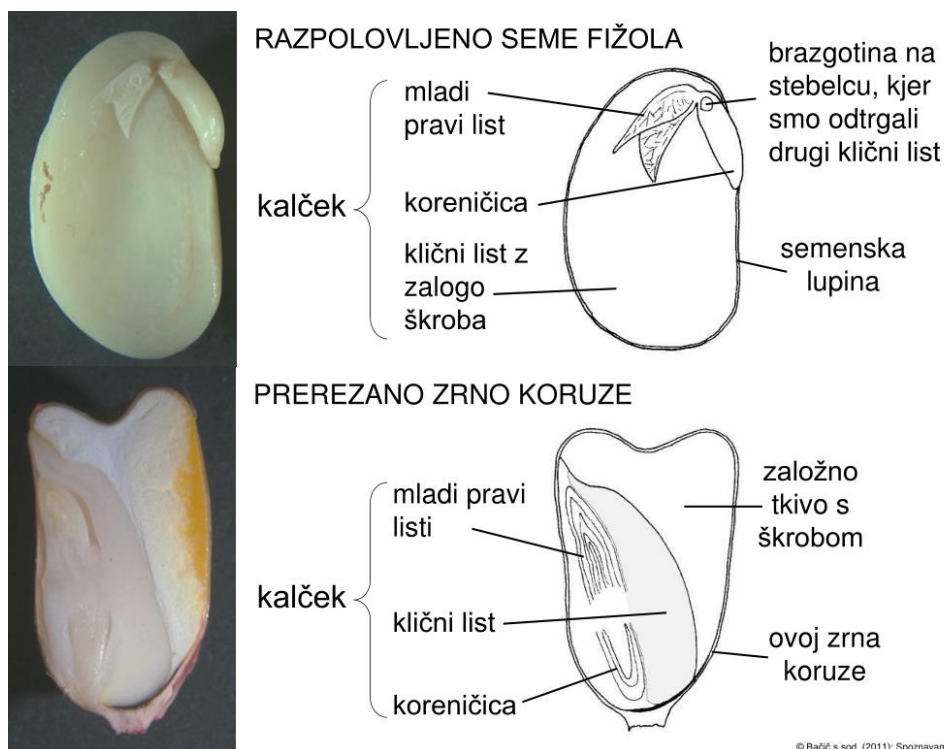 RAZPOLOVLJENO SEME FIŽOLA
mladi
pravi list
brazgotina na
stebelcu, kjer
smo odtrgali
drugi klični list
kalček
koreničica
klični list z
zalogo
škroba
semenska
lupina
PREREZANO ZRNO KORUZE
mladi pravi
listi
založno
tkivo s
škrobom
kalček
klični list
koreničica
ovoj zrna
koruze
© Bačič s sod. (2011): Spoznavan